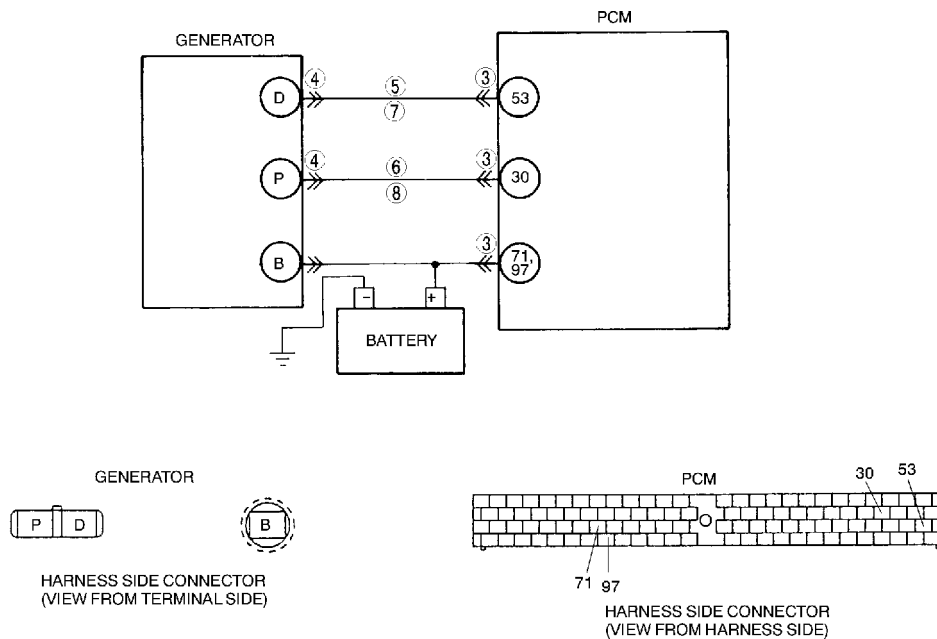 PCM
GENERATOR
D 4 5 3 53
7
P 4 6 3 30
8
B 3 71, 97
− +
BATTERY
GENERATOR
P D B
HARNESS SIDE CONNECTOR
(VIEW FROM TERMINAL SIDE)
PCM
30 53
71 97
HARNESS SIDE CONNECTOR
(VIEW FROM HARNESS SIDE)